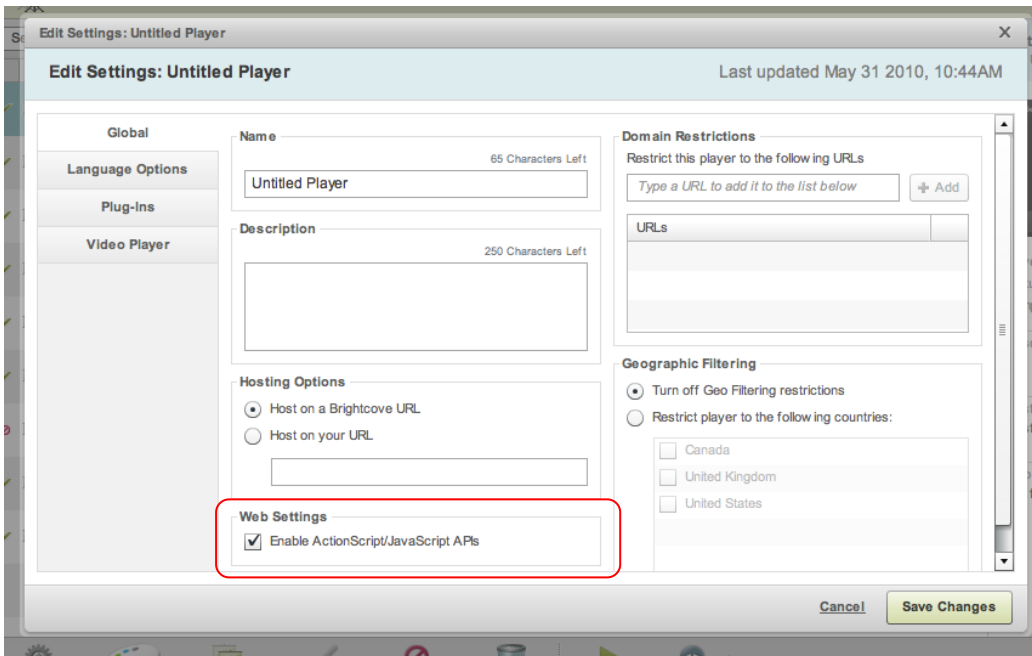 Edit Settings: Untitled Player
X
Edit Settings: Untitled Player
Last updated May 31 2010, 10:44AM
Global
Language Options
Plug-Ins
Video Player
Name
65 Characters Left
Untitled Player
Description
250 Characters Left
Hosting Options
Host on a Brightcove URL
Host on your URL
Web Settings
Enable ActionScript/JavaScript APIs
Domain Restrictions
Restrict this player to the following URLs
Type a URL to add it to the list below
+ Add
URLs
Geographic Filtering
Turn off Geo Filtering restrictions
Restrict player to the following countries:
Canada
United Kingdom
United States
Cancel
Save Changes